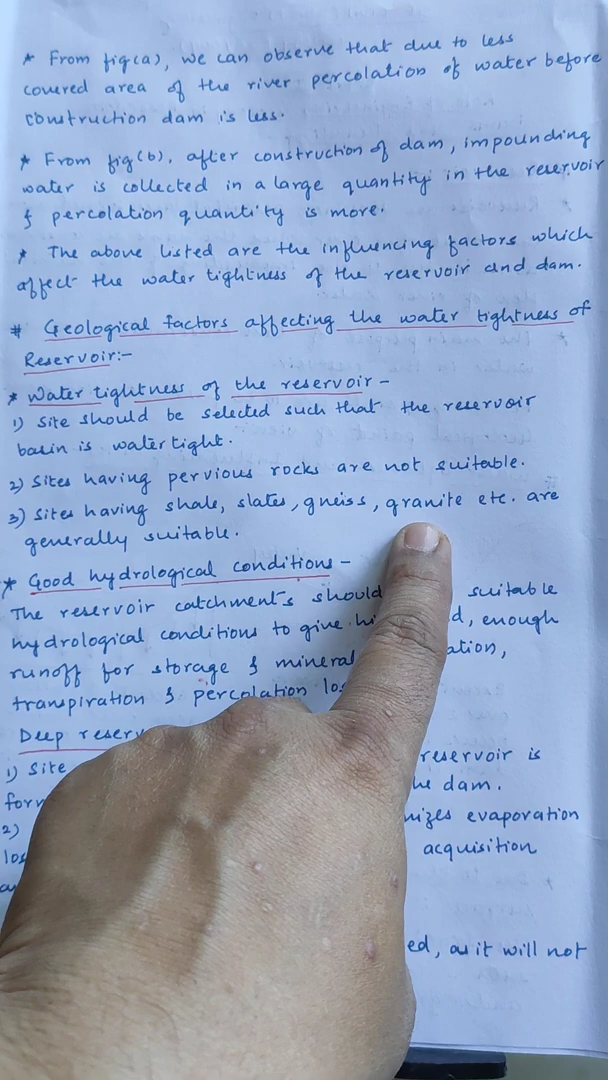 * From fig(a), we can observe that due to less
covered area of the river percolation of water before
construction dam is less.
* From fig(b), after construction of dam, impounding
water is collected in a large quantity in the reservoir
& percolation quantity is more.
* The above listed are the influencing factors which
affect the water tightness of the reservoir and dam.
# Geological factors affecting the water tightness of
Reservoir:-
* Water tightness of the reservoir -
1) Site should be selected such that the reservoir
basin is water tight.
2) Sites having pervious rocks are not suitable.
3) Sites having shale, slates, gneiss, granite etc. are
generally suitable.
* Good hydrological conditions -
The reservoir catchments should suitable
hydrological conditions to give enough
runoff for storage & mineral
transpiration & percolation
Deep
1) Site reservoir is
dam.
2) evaporation
acquisition
as it will not